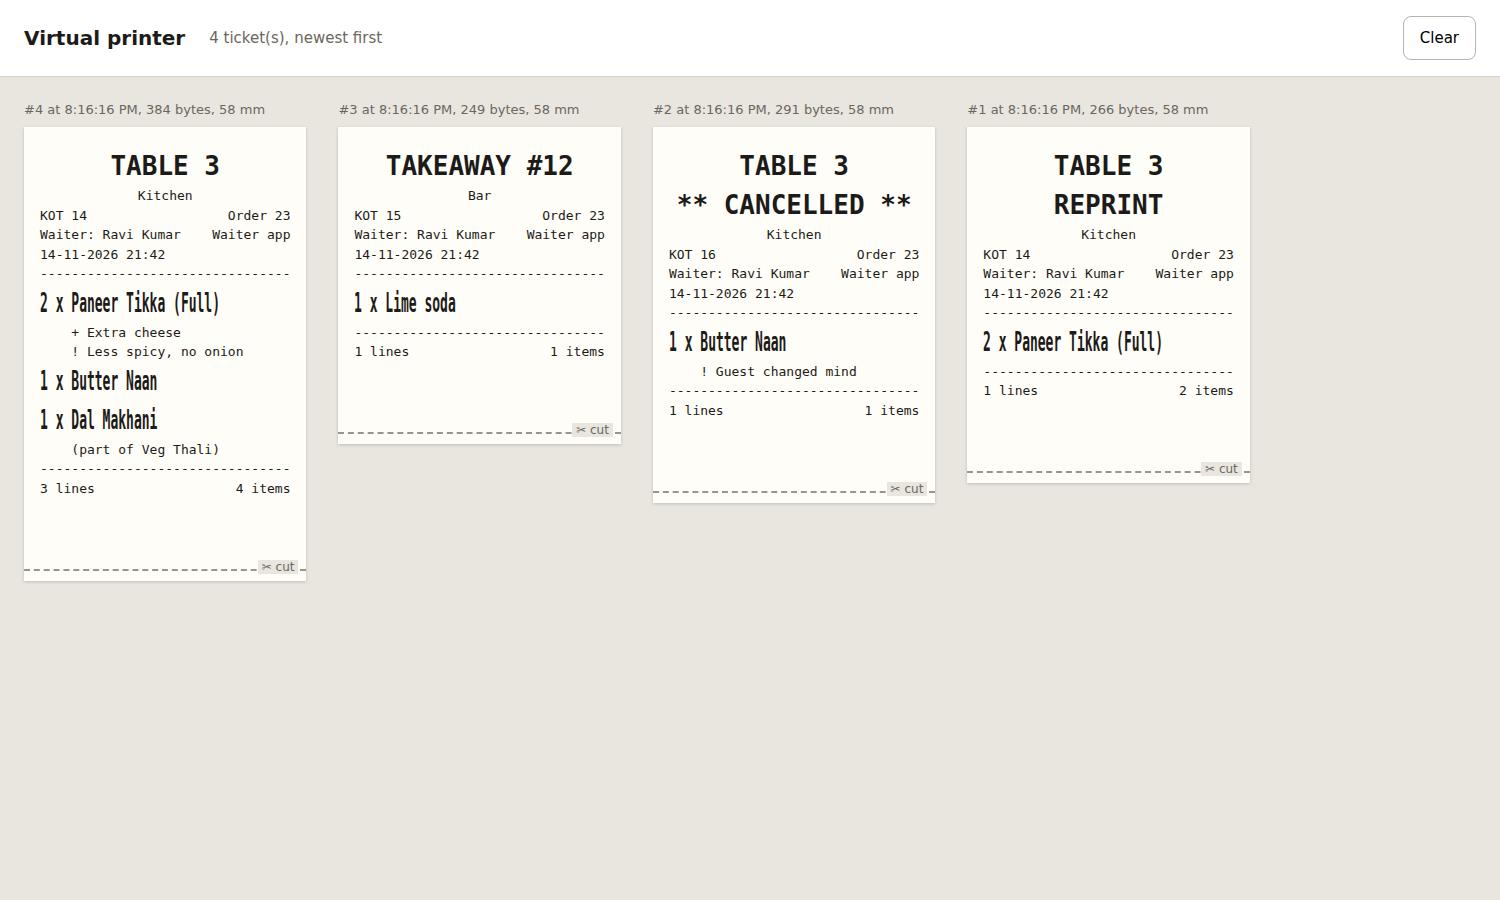 Virtual printer
4 ticket(s), newest first
Clear
#4 at 8:16:16 PM, 384 bytes, 58 mm
TABLE 3
Kitchen
KOT 14 Order 23
Waiter: Ravi Kumar Waiter app
14-11-2026 21:42
--------------------------------
2 x Paneer Tikka (Full)
+ Extra cheese
! Less spicy, no onion
1 x Butter Naan
1 x Dal Makhani
(part of Veg Thali)
--------------------------------
3 lines 4 items
✂ cut
#3 at 8:16:16 PM, 249 bytes, 58 mm
TAKEAWAY #12
Bar
KOT 15 Order 23
Waiter: Ravi Kumar Waiter app
14-11-2026 21:42
--------------------------------
1 x Lime soda
--------------------------------
1 lines 1 items
✂ cut
#2 at 8:16:16 PM, 291 bytes, 58 mm
TABLE 3
** CANCELLED **
Kitchen
KOT 16 Order 23
Waiter: Ravi Kumar Waiter app
14-11-2026 21:42
--------------------------------
1 x Butter Naan
! Guest changed mind
--------------------------------
1 lines 1 items
✂ cut
#1 at 8:16:16 PM, 266 bytes, 58 mm
TABLE 3
REPRINT
Kitchen
KOT 14 Order 23
Waiter: Ravi Kumar Waiter app
14-11-2026 21:42
--------------------------------
2 x Paneer Tikka (Full)
--------------------------------
1 lines 2 items
✂ cut